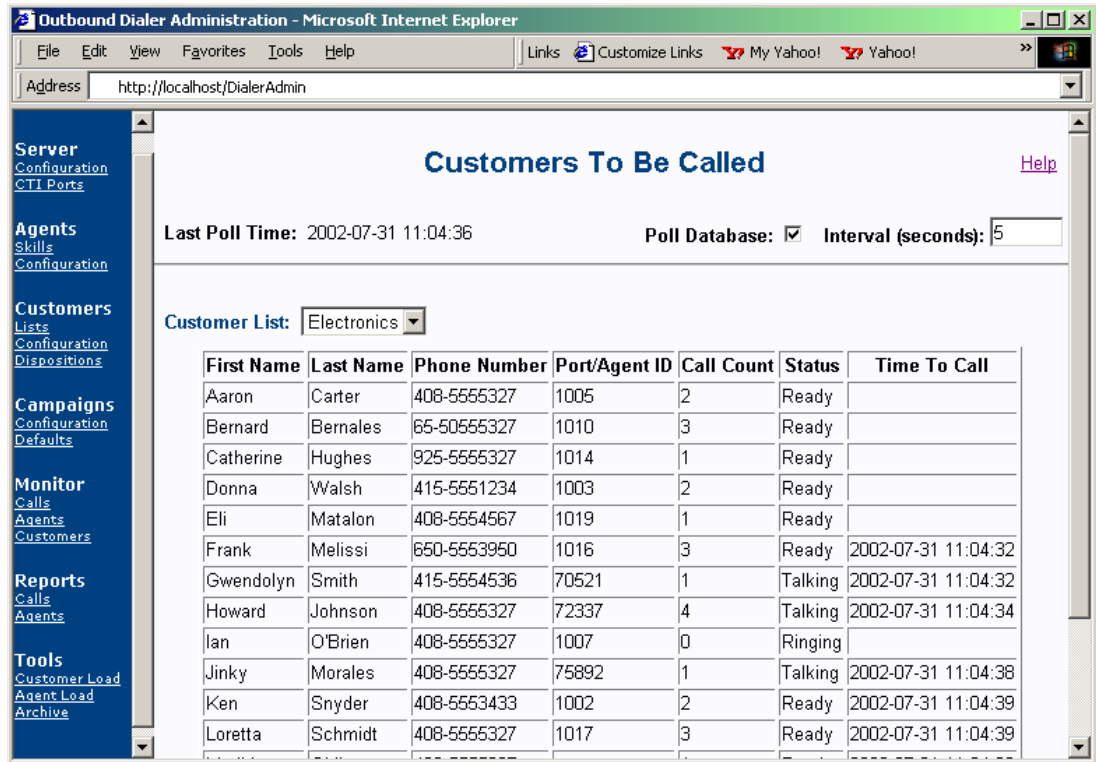 Outbound Dialer Administration - Microsoft Internet Explorer
File Edit View Favorites Tools Help Links Customize Links My Yahoo! Yahoo! »
Address http://localhost/DialerAdmin
Server
Configuration
CTI Ports
Agents
Skills
Configuration
Customers
Lists
Configuration
Dispositions
Campaigns
Configuration
Defaults
Monitor
Calls
Agents
Customers
Reports
Calls
Agents
Tools
Customer Load
Agent Load
Archive
Customers To Be Called
Help
Last Poll Time: 2002-07-31 11:04:36 Poll Database: Interval (seconds): 5
Customer List: Electronics
First Name Last Name Phone Number Port/Agent ID Call Count Status Time To Call
Aaron Carter 408-5555327 1005 2 Ready
Bernard Bernales 65-50555327 1010 3 Ready
Catherine Hughes 925-5555327 1014 1 Ready
Donna Walsh 415-5551234 1003 2 Ready
Eli Matalon 408-5554567 1019 1 Ready
Frank Melissi 650-5553950 1016 3 Ready 2002-07-31 11:04:32
Gwendolyn Smith 415-5554536 70521 1 Talking 2002-07-31 11:04:32
Howard Johnson 408-5555327 72337 4 Talking 2002-07-31 11:04:34
Ian O'Brien 408-5555327 1007 0 Ringing
Jinky Morales 408-5555327 75892 1 Talking 2002-07-31 11:04:38
Ken Snyder 408-5553433 1002 2 Ready 2002-07-31 11:04:39
Loretta Schmidt 408-5555327 1017 3 Ready 2002-07-31 11:04:39